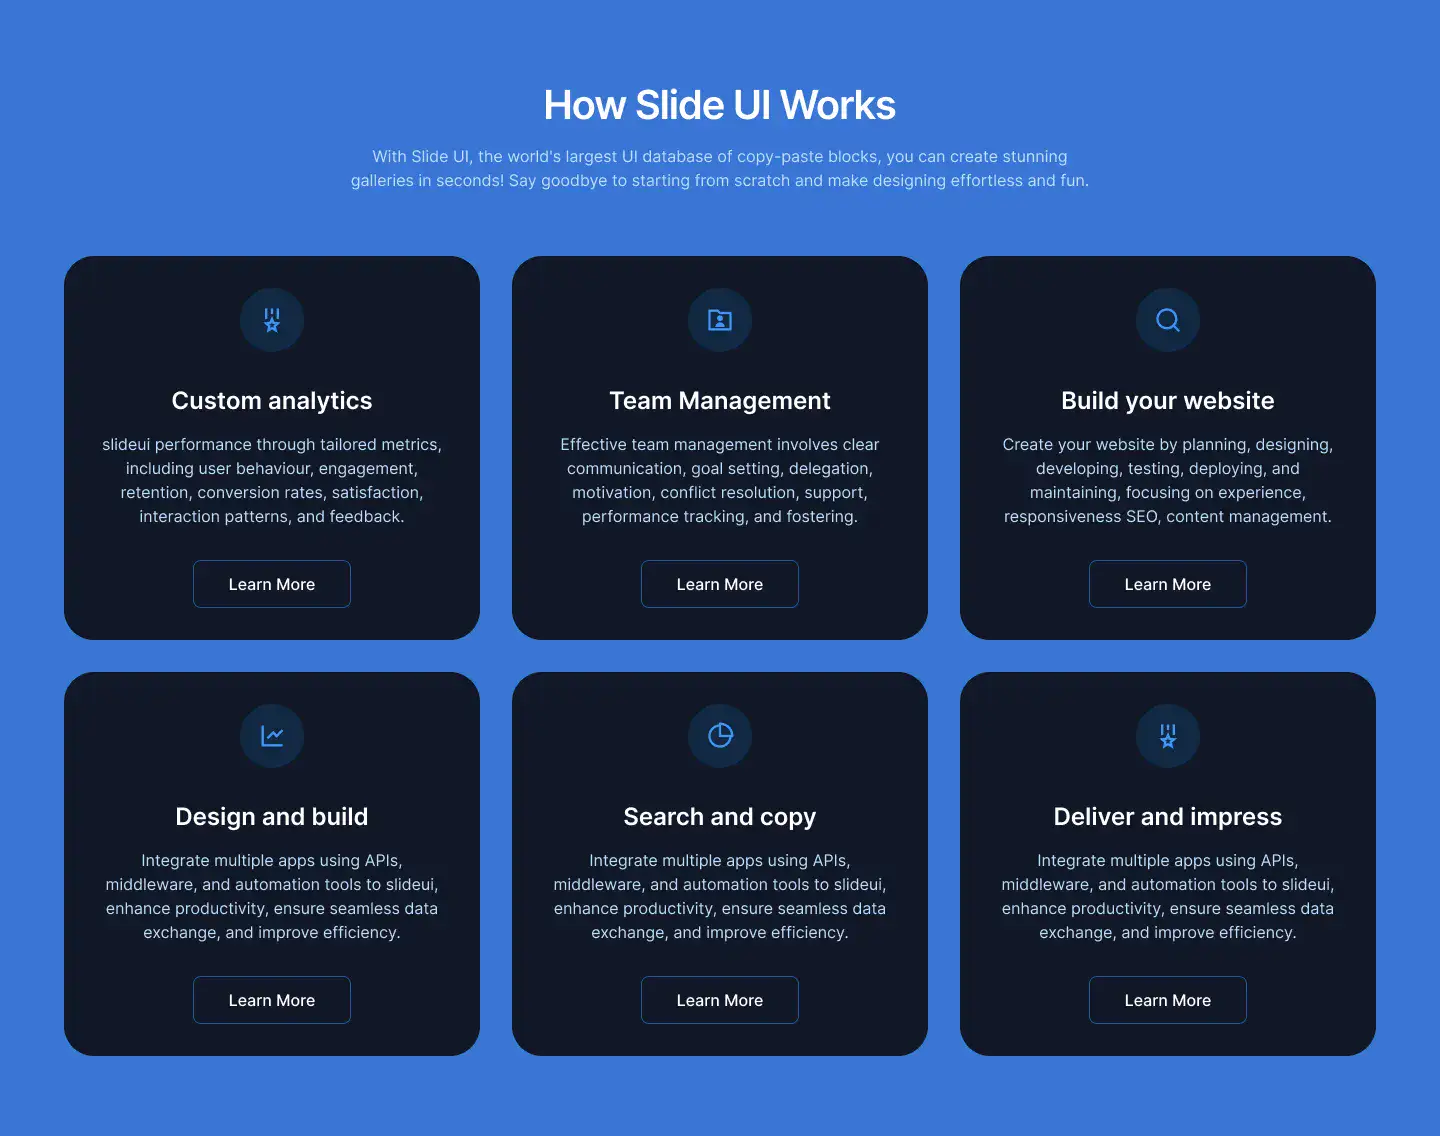 How Slide UI Works
With Slide UI, the world's largest UI database of copy-paste blocks, you can create stunning
galleries in seconds! Say goodbye to starting from scratch and make designing effortless and fun.
Custom analytics
slideui performance through tailored metrics,
including user behaviour, engagement,
retention, conversion rates, satisfaction,
interaction patterns, and feedback.
Learn More
Team Management
Effective team management involves clear
communication, goal setting, delegation,
motivation, conflict resolution, support,
performance tracking, and fostering.
Learn More
Build your website
Create your website by planning, designing,
developing, testing, deploying, and
maintaining, focusing on experience,
responsiveness SEO, content management.
Learn More
Design and build
Integrate multiple apps using APIs,
middleware, and automation tools to slideui,
enhance productivity, ensure seamless data
exchange, and improve efficiency.
Learn More
Search and copy
Integrate multiple apps using APIs,
middleware, and automation tools to slideui,
enhance productivity, ensure seamless data
exchange, and improve efficiency.
Learn More
Deliver and impress
Integrate multiple apps using APIs,
middleware, and automation tools to slideui,
enhance productivity, ensure seamless data
exchange, and improve efficiency.
Learn More